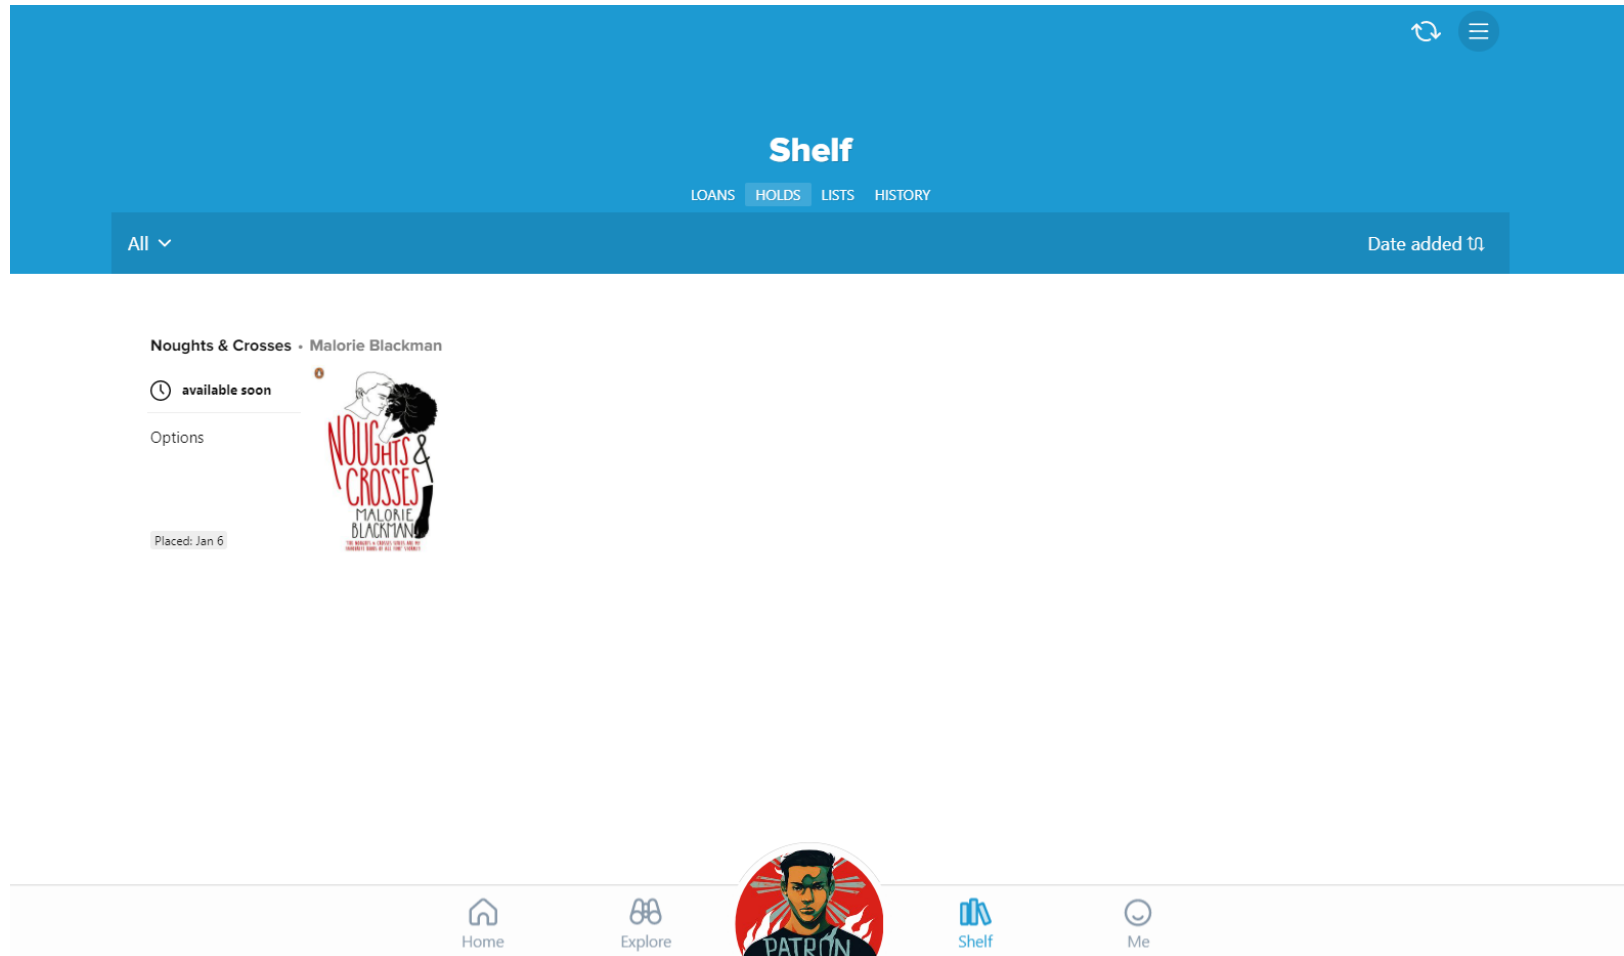 Shelf
LOANS HOLDS LISTS HISTORY
All
Date added
Noughts & Crosses • Malorie Blackman
available soon
Options
Placed: Jan 6
NOUGHTS &
CROSSES
MALORIE
BLACKMAN
Home
Explore
PATRON
Shelf
Me